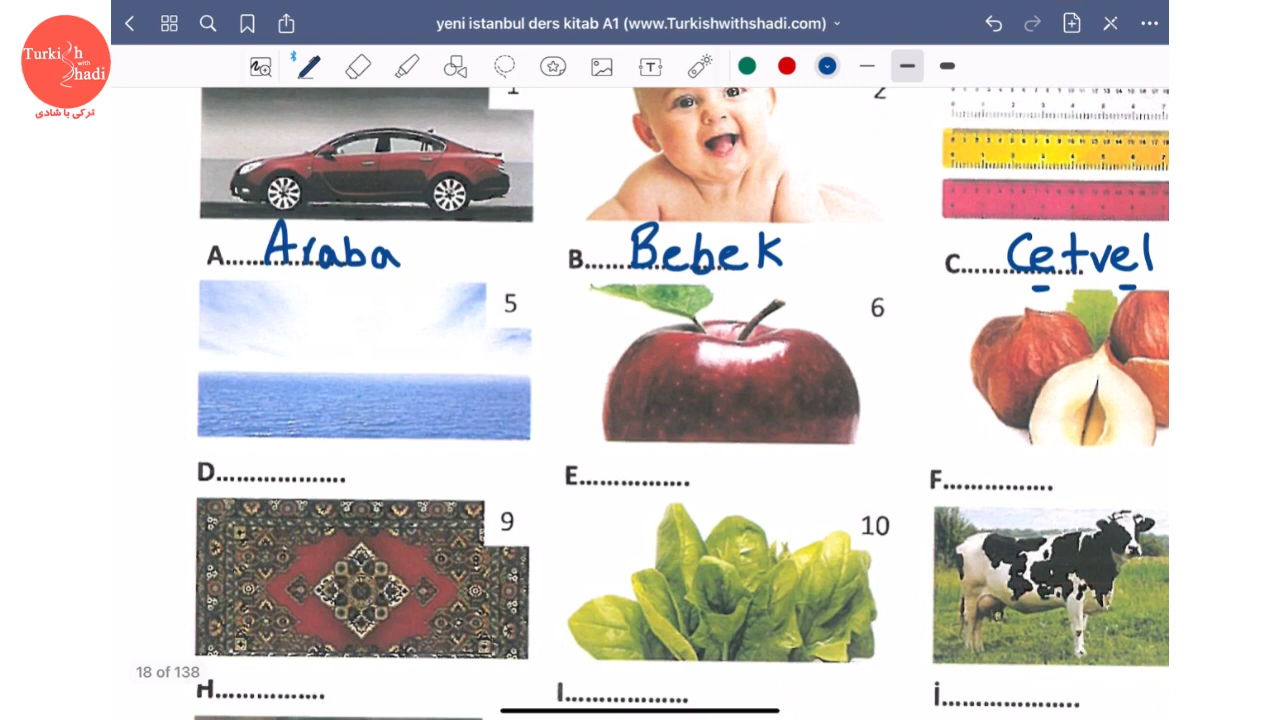 yeni istanbul ders kitab A1 (www.Turkishwithshadi.com)
Turkish
with
Shadi
ترکی با شادی
T
1
2
A............... Araba
B............... Bebek
C............... Cetvel
5
6
D..................
E...............
F...............
9
10
18 of 138
H...............
I..................
İ....................